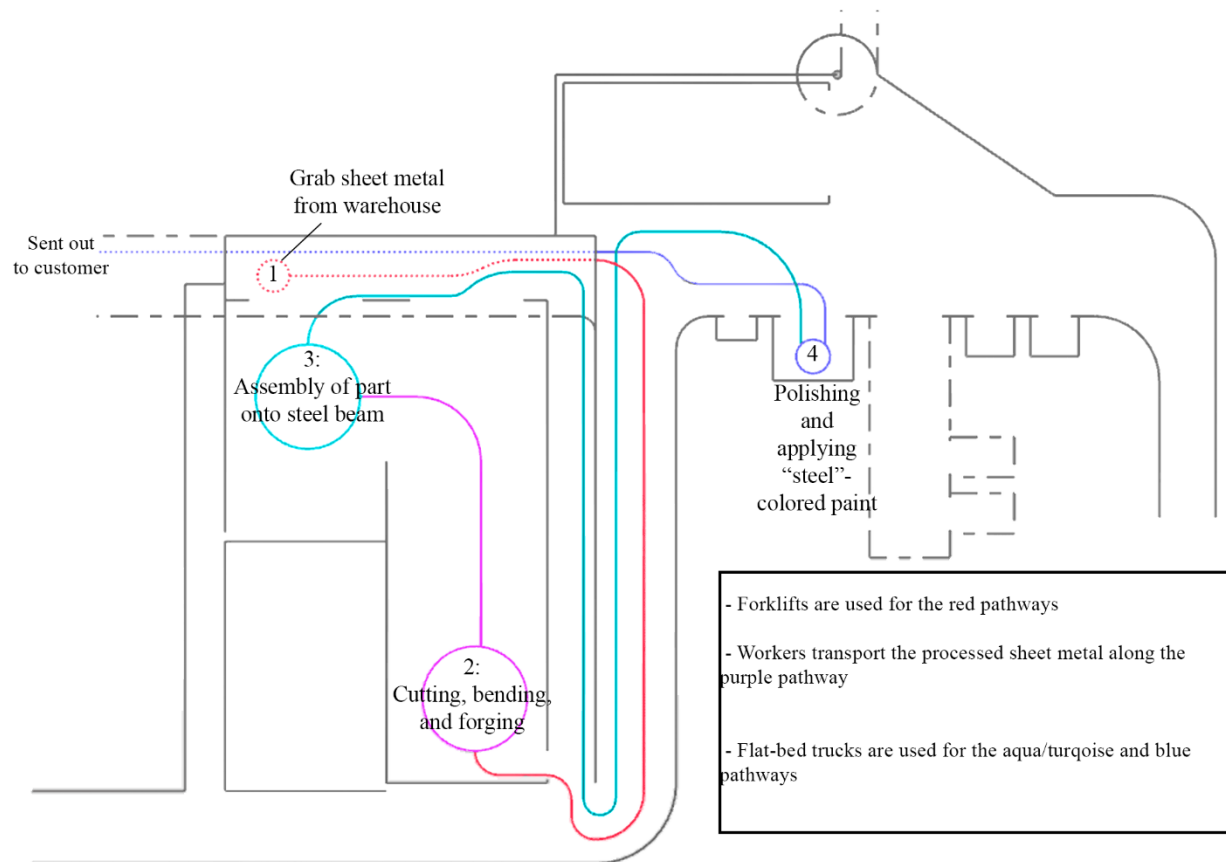 Grab sheet metal
from warehouse
Sent out
to customer
1
3:
Assembly of part
onto steel beam
4
Polishing
and
applying
“steel”-
colored paint
2:
Cutting, bending,
and forging
- Forklifts are used for the red pathways
- Workers transport the processed sheet metal along the
purple pathway
- Flat-bed trucks are used for the aqua/turqoise and blue
pathways